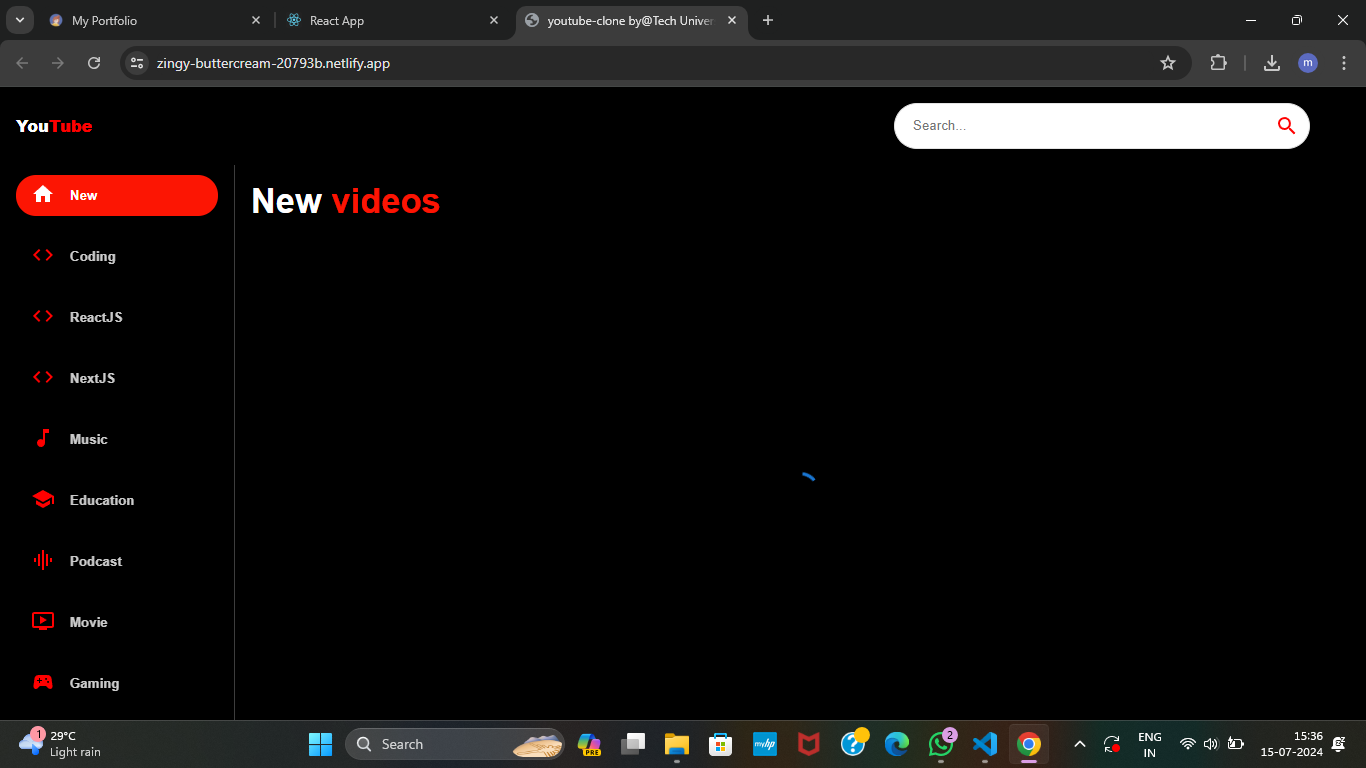 My Portfolio
React App
youtube-clone by@Tech Univer
zingy-buttercream-20793b.netlify.app
m
YouTube
Search...
New
New videos
Coding
ReactJS
NextJS
Music
Education
Podcast
Movie
Gaming
1
29°C
Light rain
Search
PRE
myhp
2
ENG
IN
15:36
15-07-2024